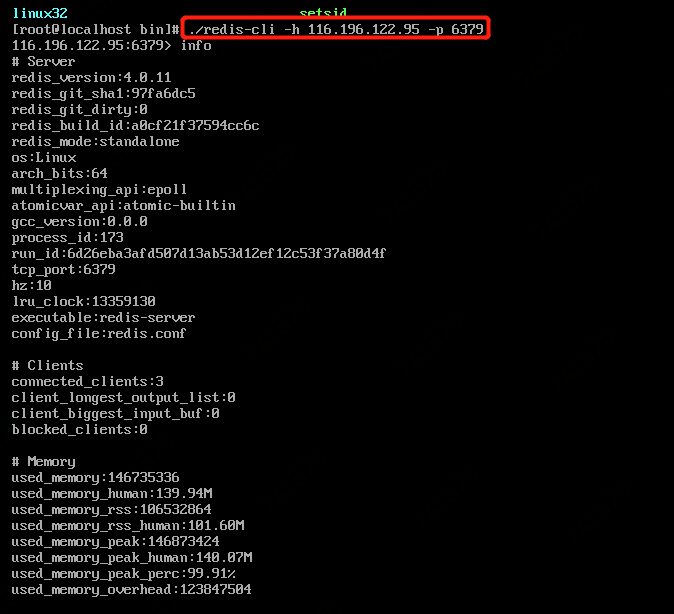 linux32 setsid
[root@localhost bin]# ./redis-cli -h 116.196.122.95 -p 6379
116.196.122.95:6379> info
# Server
redis_version:4.0.11
redis_git_sha1:97fa6dc5
redis_git_dirty:0
redis_build_id:a0cf21f37594cc6c
redis_mode:standalone
os:Linux
arch_bits:64
multiplexing_api:epoll
atomicvar_api:atomic-builtin
gcc_version:0.0.0
process_id:173
run_id:6d26eba3afd507d13ab53d12ef12c53f37a80d4f
tcp_port:6379
hz:10
lru_clock:13359130
executable:redis-server
config_file:redis.conf

# Clients
connected_clients:3
client_longest_output_list:0
client_biggest_input_buf:0
blocked_clients:0

# Memory
used_memory:146735336
used_memory_human:139.94M
used_memory_rss:106532864
used_memory_rss_human:101.60M
used_memory_peak:146873424
used_memory_peak_human:140.07M
used_memory_peak_perc:99.91%
used_memory_overhead:123847504